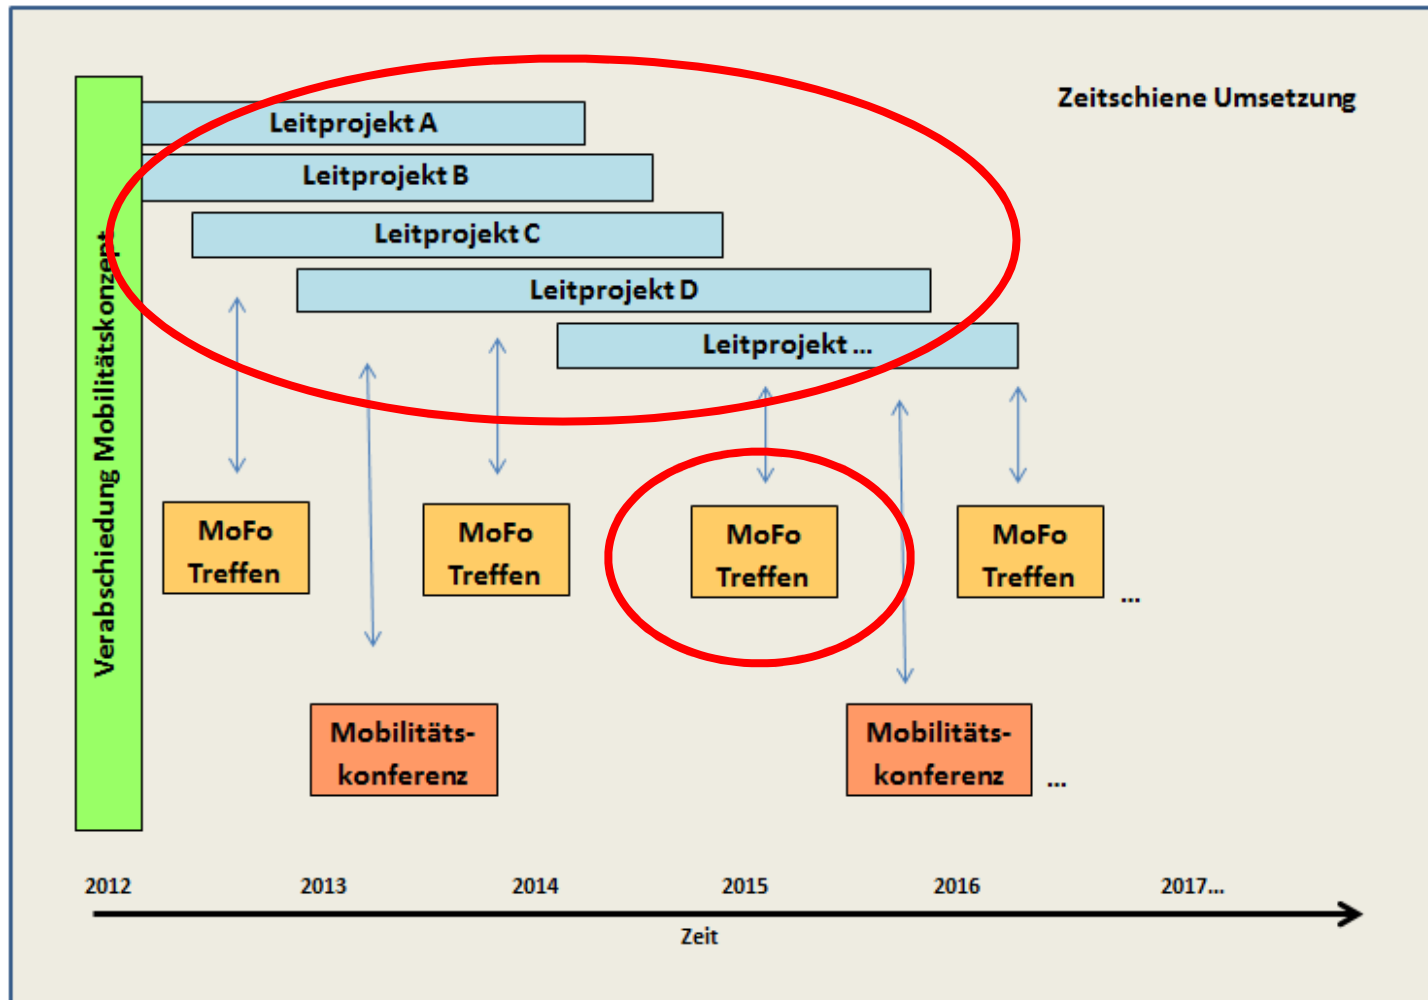 Zeitschiene Umsetzung
Verabschiedung Mobilitätskonzept
Leitprojekt A
Leitprojekt B
Leitprojekt C
Leitprojekt D
Leitprojekt ...
MoFo
Treffen
MoFo
Treffen
MoFo
Treffen
MoFo
Treffen
...
Mobilitäts-
konferenz
Mobilitäts-
konferenz
...
2012 2013 2014 2015 2016 2017...
Zeit